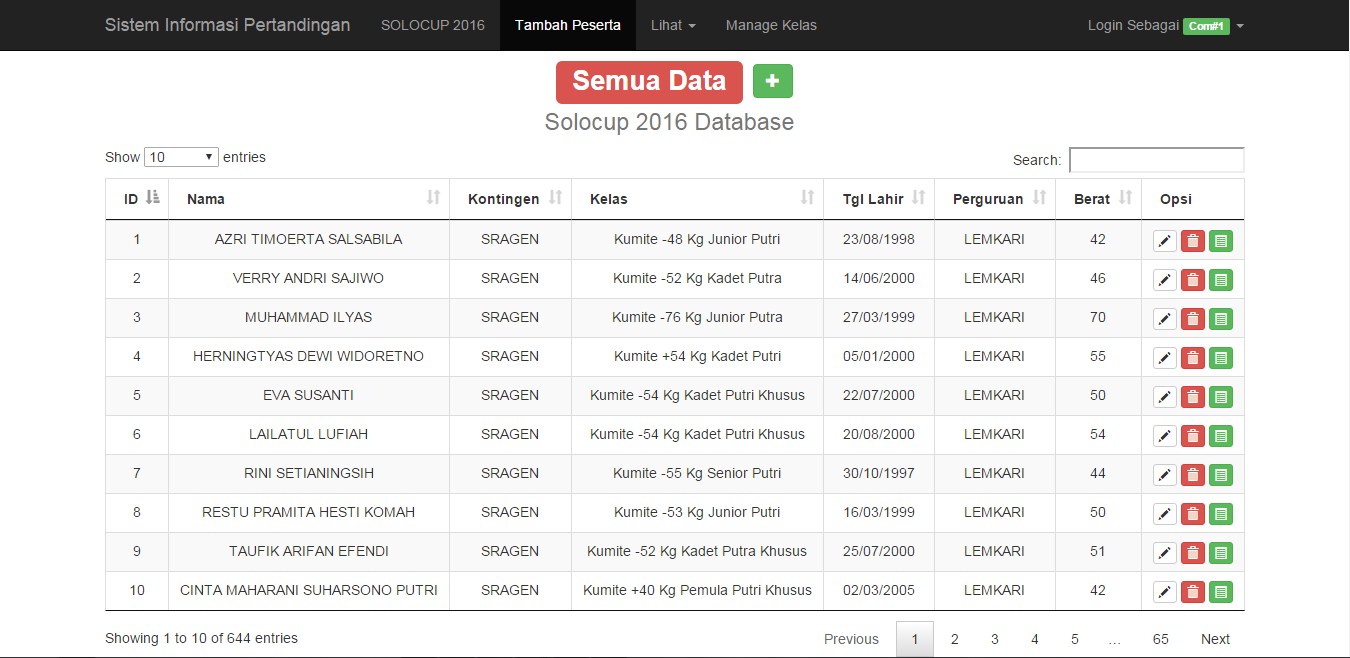 Sistem Informasi Pertandingan SOLOCUP 2016 Tambah Peserta Lihat Manage Kelas Login Sebagai Com#1
Semua Data +
Solocup 2016 Database
Show 10 entries Search:
ID Nama Kontingen Kelas Tgl Lahir Perguruan Berat Opsi
1 AZRI TIMOERTA SALSABILA SRAGEN Kumite -48 Kg Junior Putri 23/08/1998 LEMKARI 42
2 VERRY ANDRI SAJIWO SRAGEN Kumite -52 Kg Kadet Putra 14/06/2000 LEMKARI 46
3 MUHAMMAD ILYAS SRAGEN Kumite -76 Kg Junior Putra 27/03/1999 LEMKARI 70
4 HERNINGTYAS DEWI WIDORETNO SRAGEN Kumite +54 Kg Kadet Putri 05/01/2000 LEMKARI 55
5 EVA SUSANTI SRAGEN Kumite -54 Kg Kadet Putri Khusus 22/07/2000 LEMKARI 50
6 LAILATUL LUFIAH SRAGEN Kumite -54 Kg Kadet Putri Khusus 20/08/2000 LEMKARI 54
7 RINI SETIANINGSIH SRAGEN Kumite -55 Kg Senior Putri 30/10/1997 LEMKARI 44
8 RESTU PRAMITA HESTI KOMAH SRAGEN Kumite -53 Kg Junior Putri 16/03/1999 LEMKARI 50
9 TAUFIK ARIFAN EFENDI SRAGEN Kumite -52 Kg Kadet Putra Khusus 25/07/2000 LEMKARI 51
10 CINTA MAHARANI SUHARSONO PUTRI SRAGEN Kumite +40 Kg Pemula Putri Khusus 02/03/2005 LEMKARI 42
Showing 1 to 10 of 644 entries Previous 1 2 3 4 5 … 65 Next